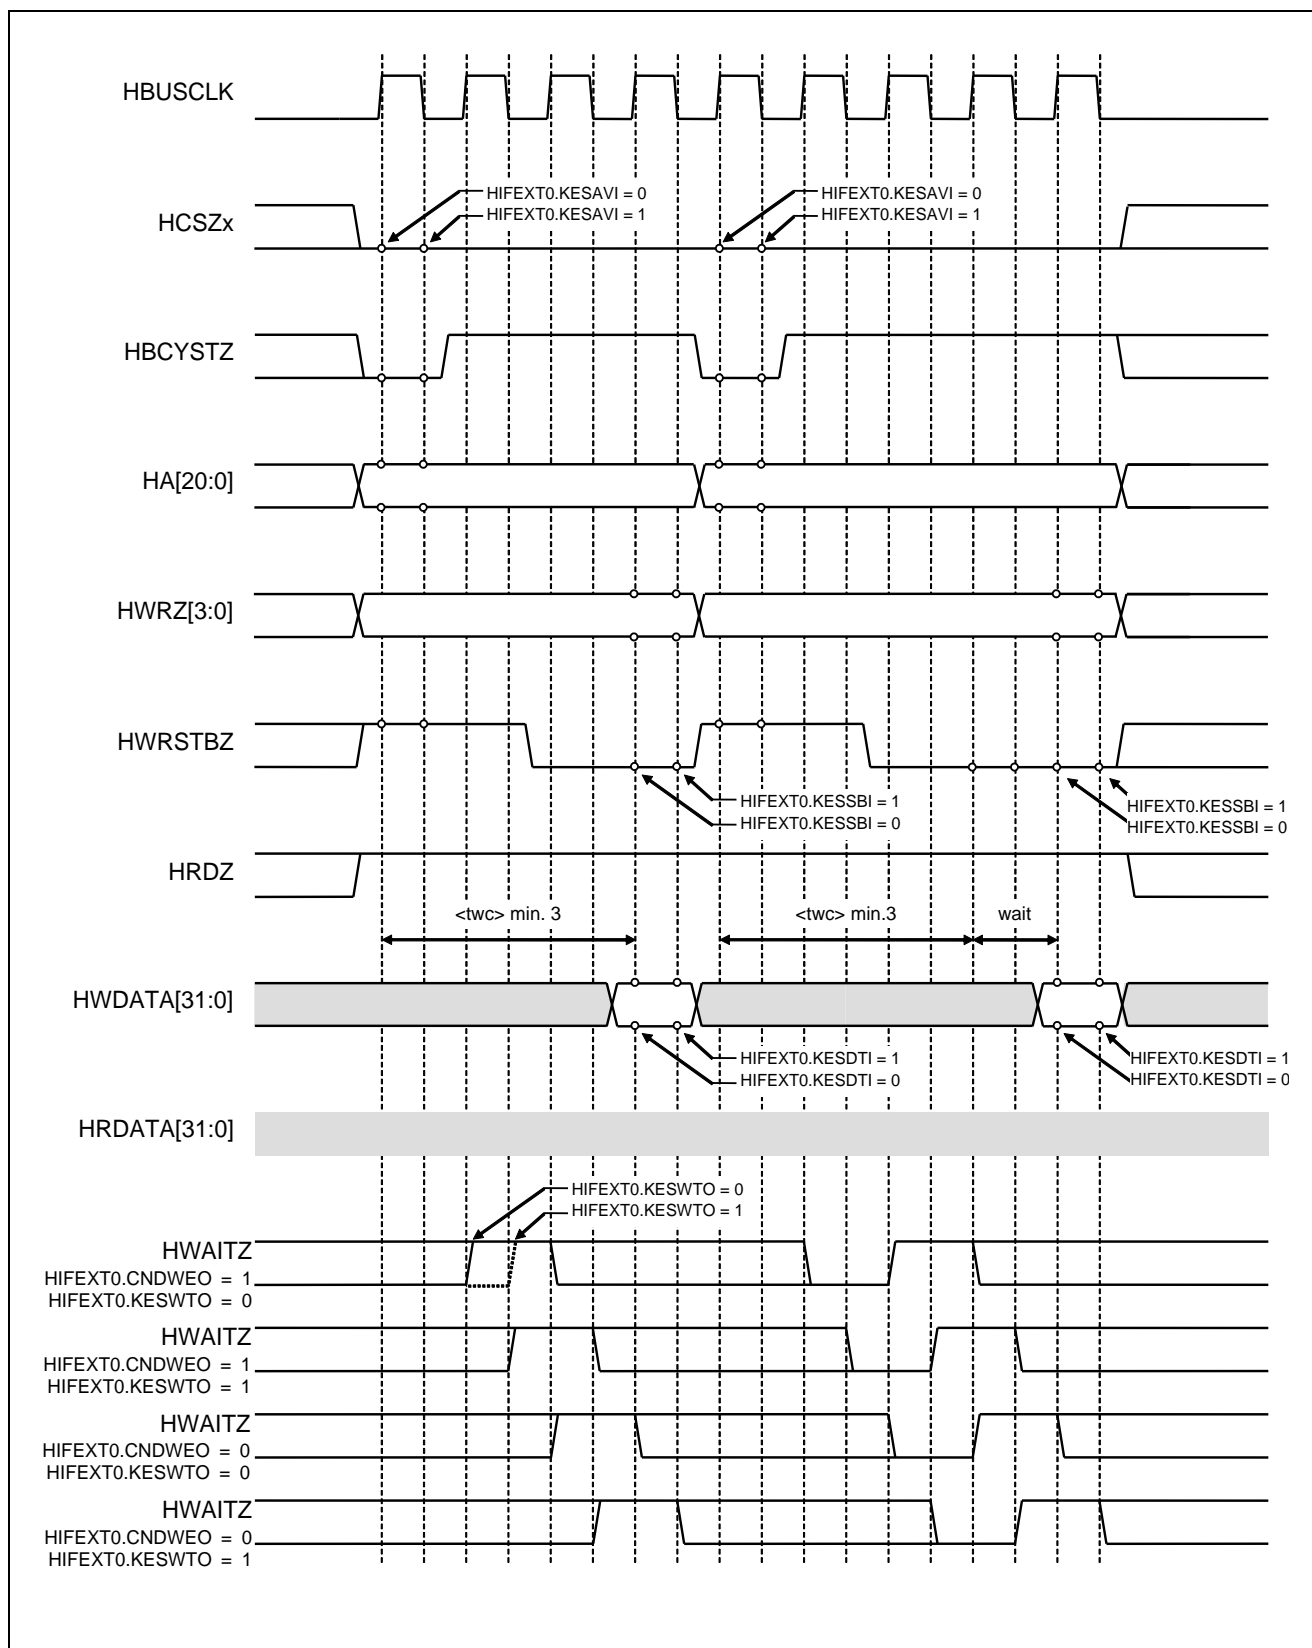 HBUSCLK
HIFEXT0.KESAVI = 0
HIFEXT0.KESAVI = 1
HIFEXT0.KESAVI = 0
HIFEXT0.KESAVI = 1
HCSZx
HBCYSTZ
HA[20:0]
HWRZ[3:0]
HWRSTBZ
HIFEXT0.KESSBI = 1
HIFEXT0.KESSBI = 0
HIFEXT0.KESSBI = 1
HIFEXT0.KESSBI = 0
HRDZ
<twc> min. 3
<twc> min.3
wait
HWDATA[31:0]
HIFEXT0.KESDTI = 1
HIFEXT0.KESDTI = 0
HIFEXT0.KESDTI = 1
HIFEXT0.KESDTI = 0
HRDATA[31:0]
HIFEXT0.KESWTO = 0
HIFEXT0.KESWTO = 1
HWAITZ
HIFEXT0.CNDWEO = 1
HIFEXT0.KESWTO = 0
HWAITZ
HIFEXT0.CNDWEO = 1
HIFEXT0.KESWTO = 1
HWAITZ
HIFEXT0.CNDWEO = 0
HIFEXT0.KESWTO = 0
HWAITZ
HIFEXT0.CNDWEO = 0
HIFEXT0.KESWTO = 1